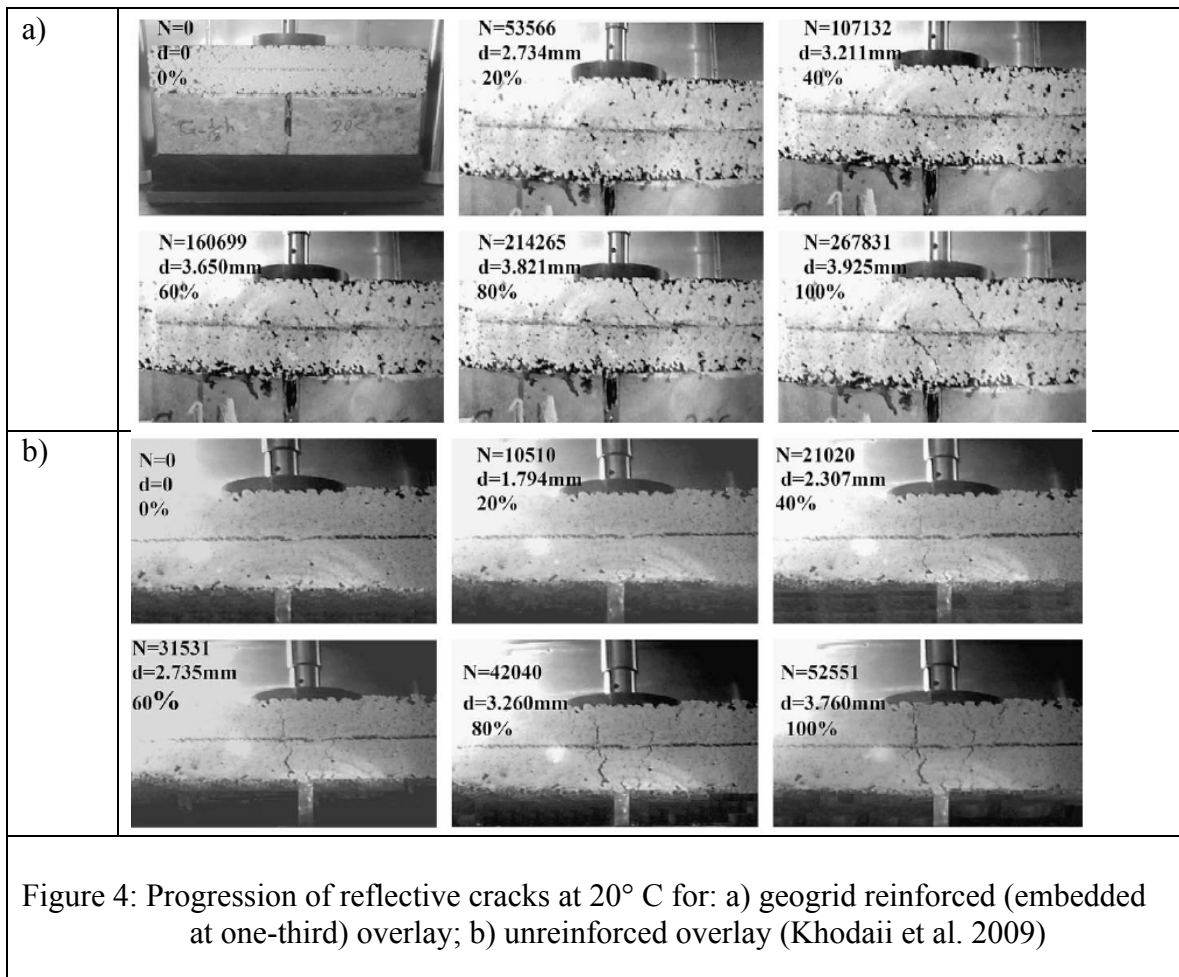 a)
N=0
d=0
0%
N=53566
d=2.734mm
20%
N=107132
d=3.211mm
40%
N=160699
d=3.650mm
60%
N=214265
d=3.821mm
80%
N=267831
d=3.925mm
100%
b)
N=0
d=0
0%
N=10510
d=1.794mm
20%
N=21020
d=2.307mm
40%
N=31531
d=2.735mm
60%
N=42040
d=3.260mm
80%
N=52551
d=3.760mm
100%
Figure 4: Progression of reflective cracks at 20° C for: a) geogrid reinforced (embedded
at one-third) overlay; b) unreinforced overlay (Khodaii et al. 2009)